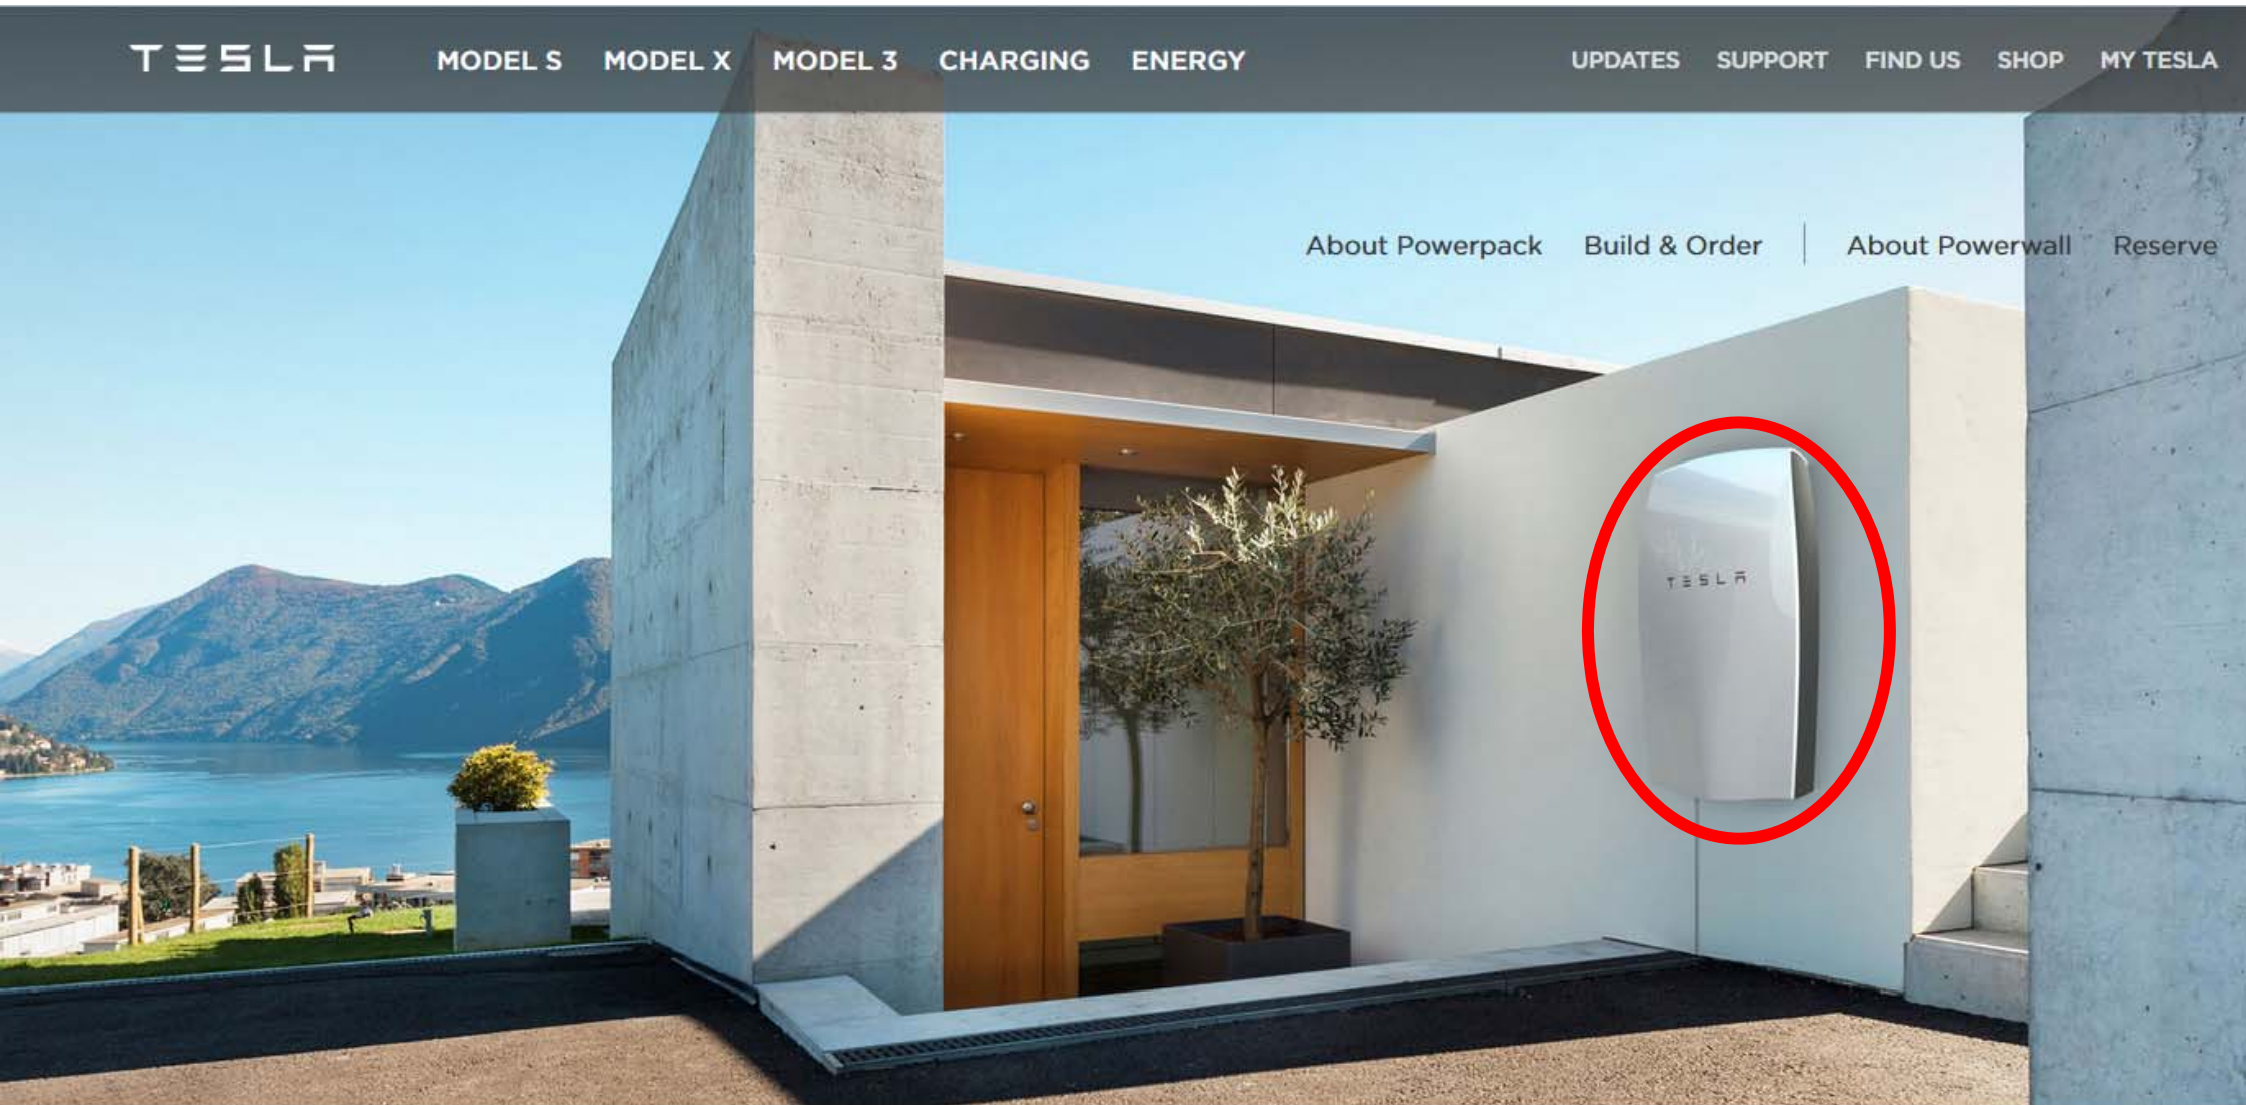 TESLA MODEL S MODEL X MODEL 3 CHARGING ENERGY UPDATES SUPPORT FIND US SHOP MY TESLA
About Powerpack Build & Order | About Powerwall Reserve
TESLA